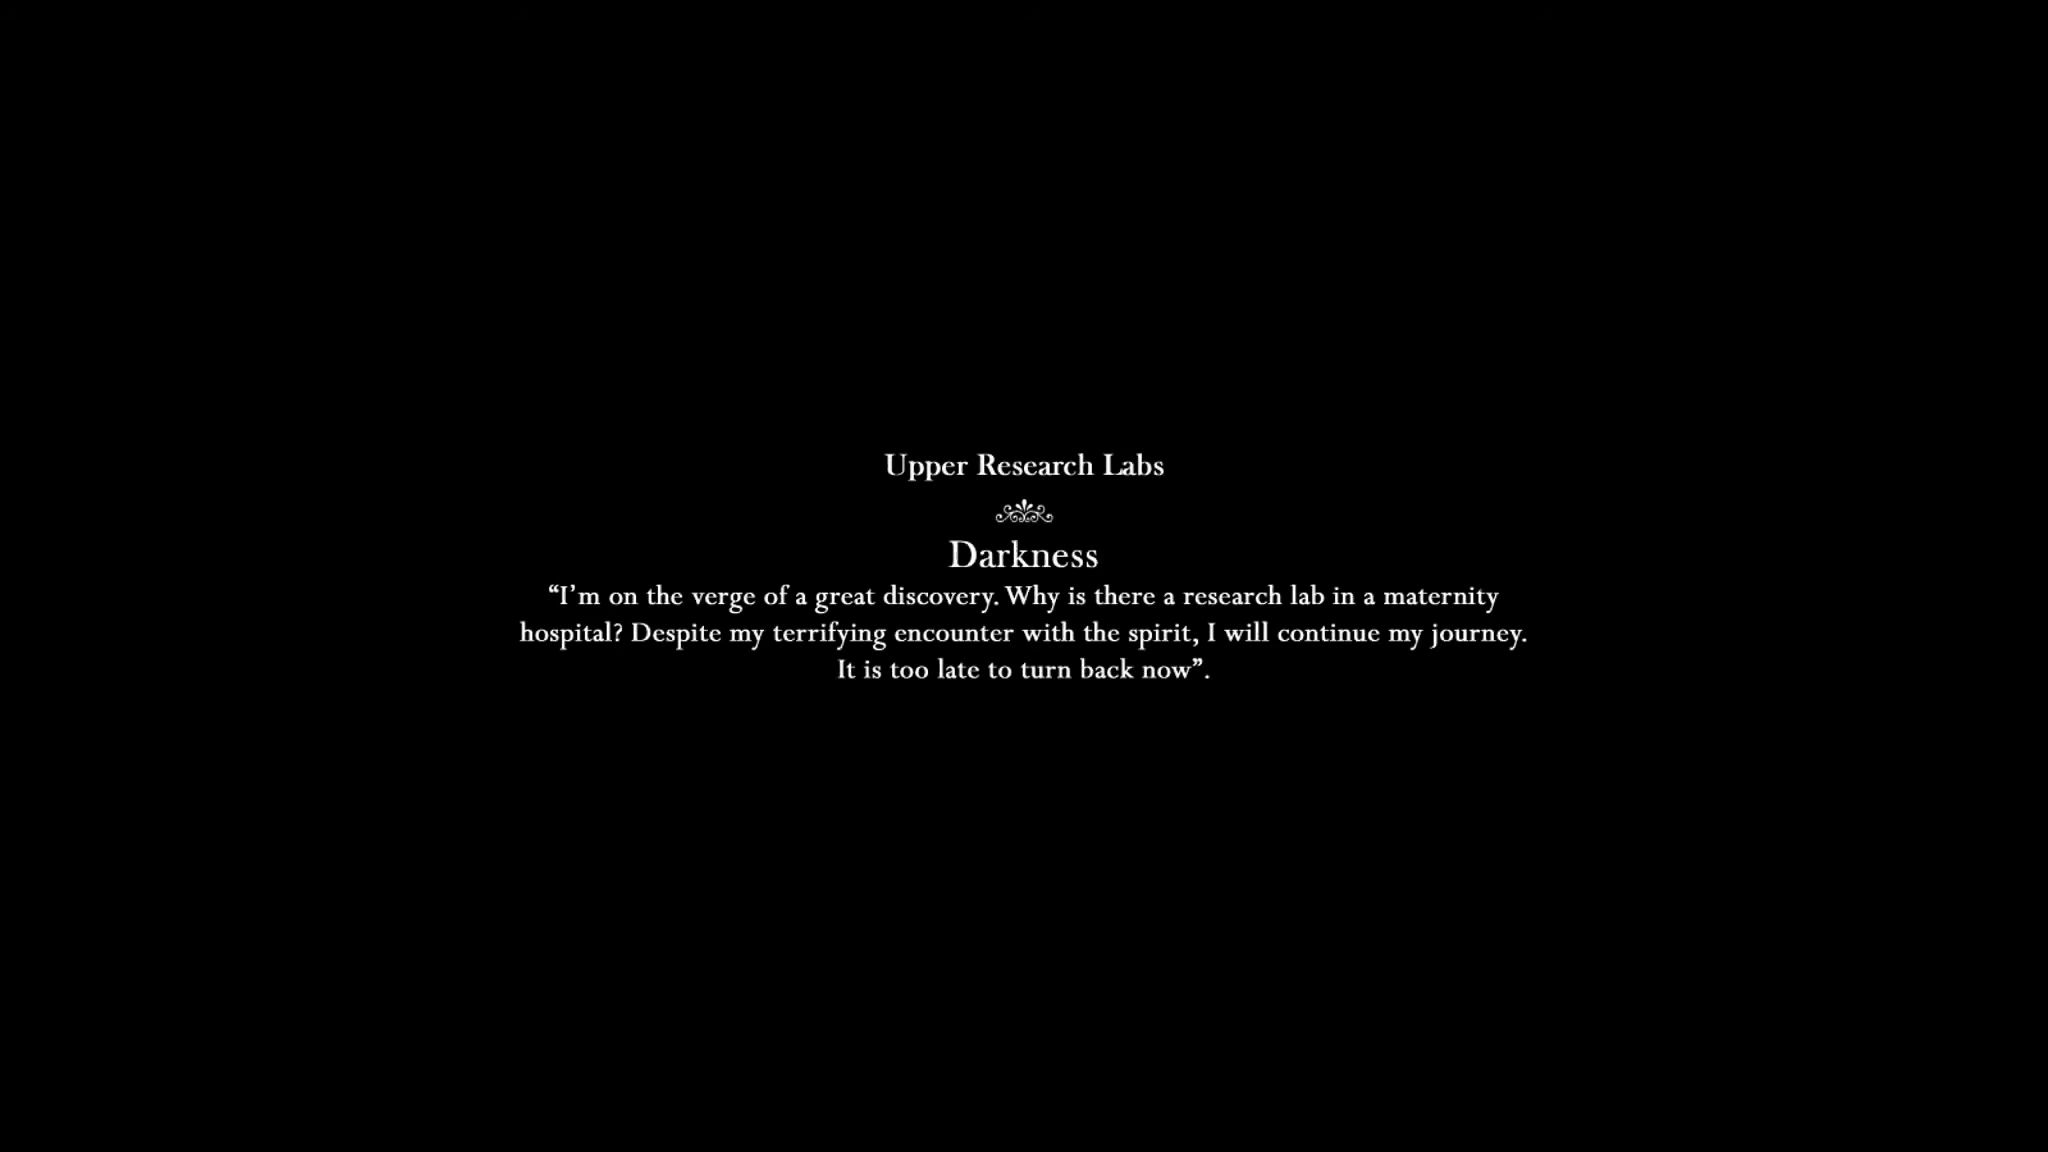 Upper Research Labs
Darkness
“I’m on the verge of a great discovery. Why is there a research lab in a maternity
hospital? Despite my terrifying encounter with the spirit, I will continue my journey.
It is too late to turn back now”.